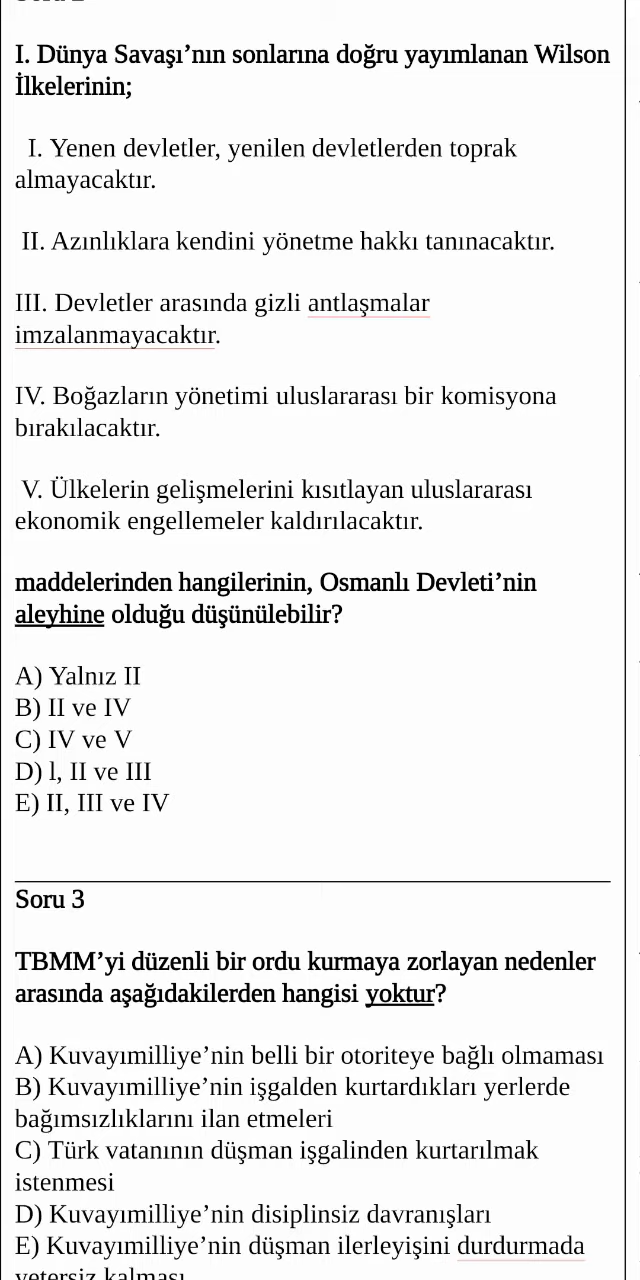 I. Dünya Savaşı’nın sonlarına doğru yayımlanan Wilson
İlkelerinin;
I. Yenen devletler, yenilen devletlerden toprak
almayacaktır.
II. Azınlıklara kendini yönetme hakkı tanınacaktır.
III. Devletler arasında gizli antlaşmalar
imzalanmayacaktır.
IV. Boğazların yönetimi uluslararası bir komisyona
bırakılacaktır.
V. Ülkelerin gelişmelerini kısıtlayan uluslararası
ekonomik engellemeler kaldırılacaktır.
maddelerinden hangilerinin, Osmanlı Devleti’nin
aleyhine olduğu düşünülebilir?
A) Yalnız II
B) II ve IV
C) IV ve V
D) l, II ve III
E) II, III ve IV
Soru 3
TBMM’yi düzenli bir ordu kurmaya zorlayan nedenler
arasında aşağıdakilerden hangisi yoktur?
A) Kuvayımilliye’nin belli bir otoriteye bağlı olmaması
B) Kuvayımilliye’nin işgalden kurtardıkları yerlerde
bağımsızlıklarını ilan etmeleri
C) Türk vatanının düşman işgalinden kurtarılmak
istenmesi
D) Kuvayımilliye’nin disiplinsiz davranışları
E) Kuvayımilliye’nin düşman ilerleyişini durdurmada
yetersiz kalması